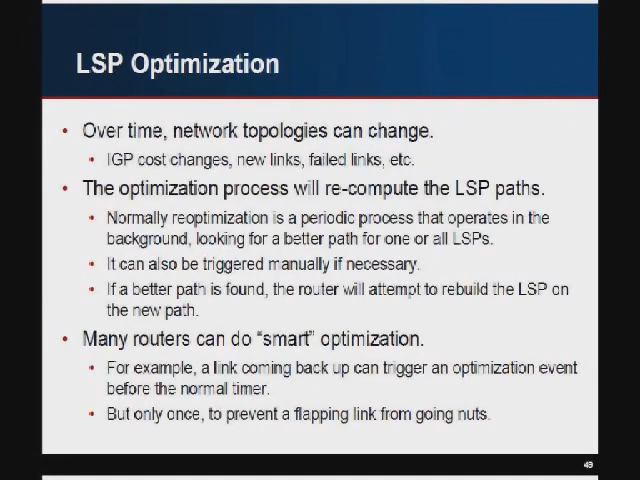 LSP Optimization
• Over time, network topologies can change.
• IGP cost changes, new links, failed links, etc.
• The optimization process will re-compute the LSP paths.
• Normally reoptimization is a periodic process that operates in the
background, looking for a better path for one or all LSPs.
• It can also be triggered manually if necessary.
• If a better path is found, the router will attempt to rebuild the LSP on
the new path.
• Many routers can do “smart” optimization.
• For example, a link coming back up can trigger an optimization event
before the normal timer.
• But only once, to prevent a flapping link from going nuts.
49